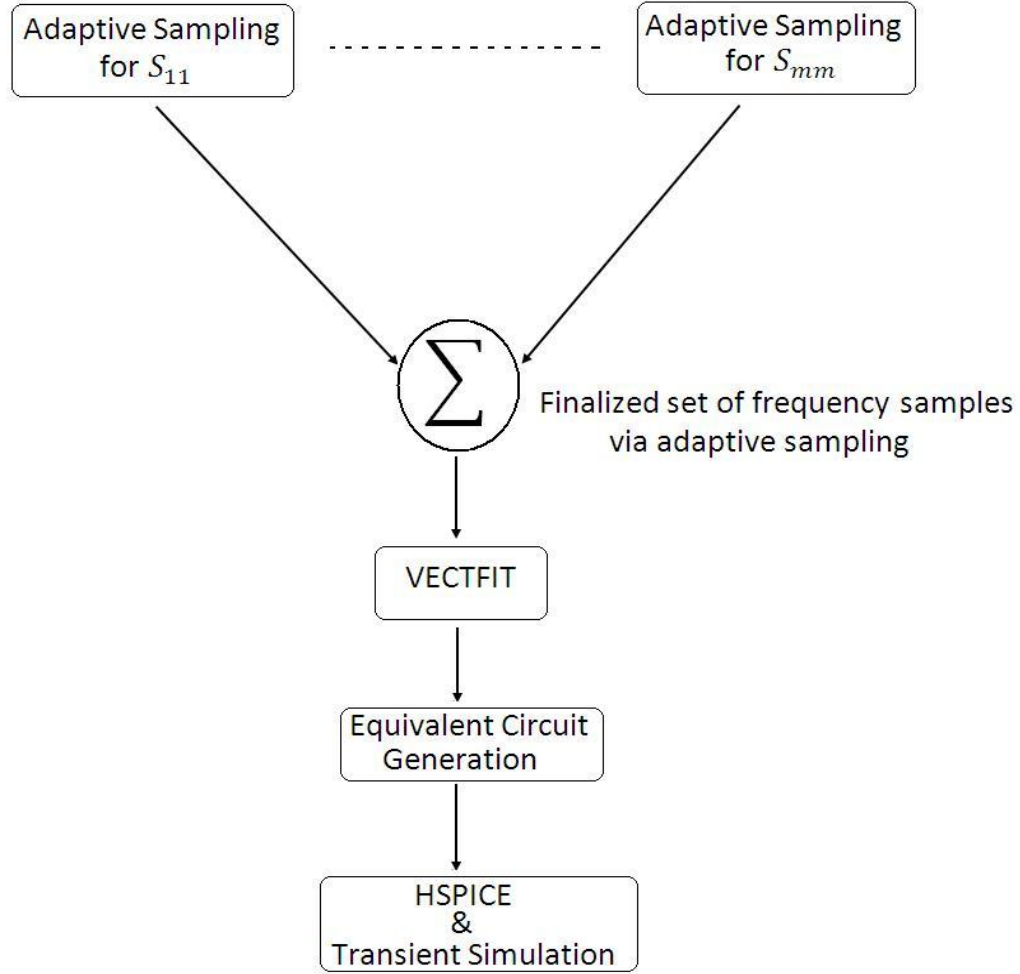 Adaptive Sampling
for S₁₁
Adaptive Sampling
for Sₘₘ
∑
Finalized set of frequency samples
via adaptive sampling
VECTFIT
Equivalent Circuit
Generation
HSPICE
&
Transient Simulation